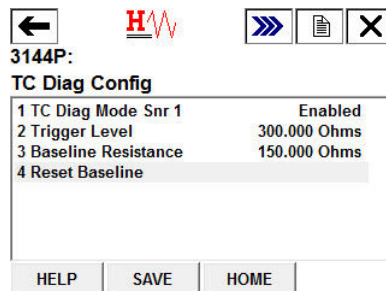 H
3144P:
TC Diag Config
1 TC Diag Mode Snr 1 Enabled
2 Trigger Level 300.000 Ohms
3 Baseline Resistance 150.000 Ohms
4 Reset Baseline
HELP SAVE HOME